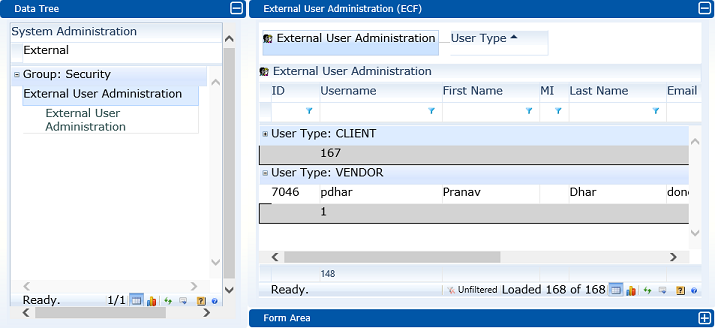 Data Tree
System Administration
External
Group: Security
External User Administration
External User
Administration
Ready. 1/1
External User Administration (ECF)
External User Administration User Type
External User Administration
ID Username First Name MI Last Name Email
User Type: CLIENT
167
User Type: VENDOR
7046 pdhar Pranav Dhar done
1
148
Ready. Unfiltered Loaded 168 of 168
Form Area